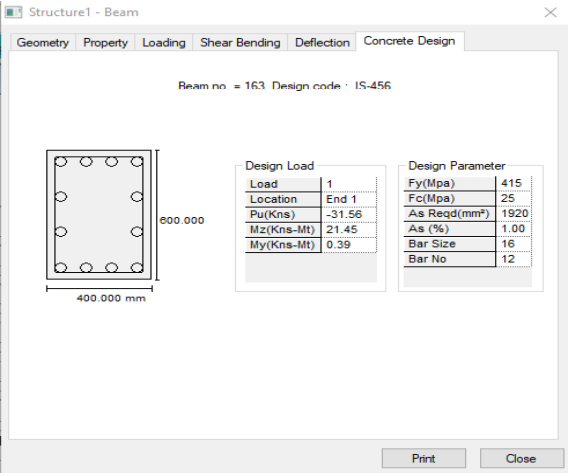 Structure1 - Beam
Geometry Property Loading Shear Bending Deflection Concrete Design
Beam no. = 163 Design code : IS-456
600.000
400.000 mm
Design Load
Load 1
Location End 1
Pu(Kns) -31.56
Mz(Kns-Mt) 21.45
My(Kns-Mt) 0.39
Design Parameter
Fy(Mpa) 415
Fc(Mpa) 25
As Reqd(mm²) 1920
As (%) 1.00
Bar Size 16
Bar No 12
Print Close